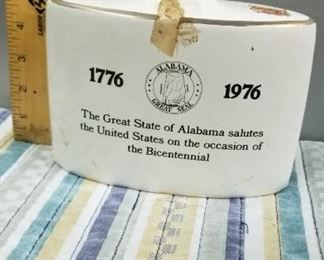 ALABAMA
1776
1976
GREAT SEAL
The Great State of Alabama salutes
the United States on the occasion of
the Bicentennial